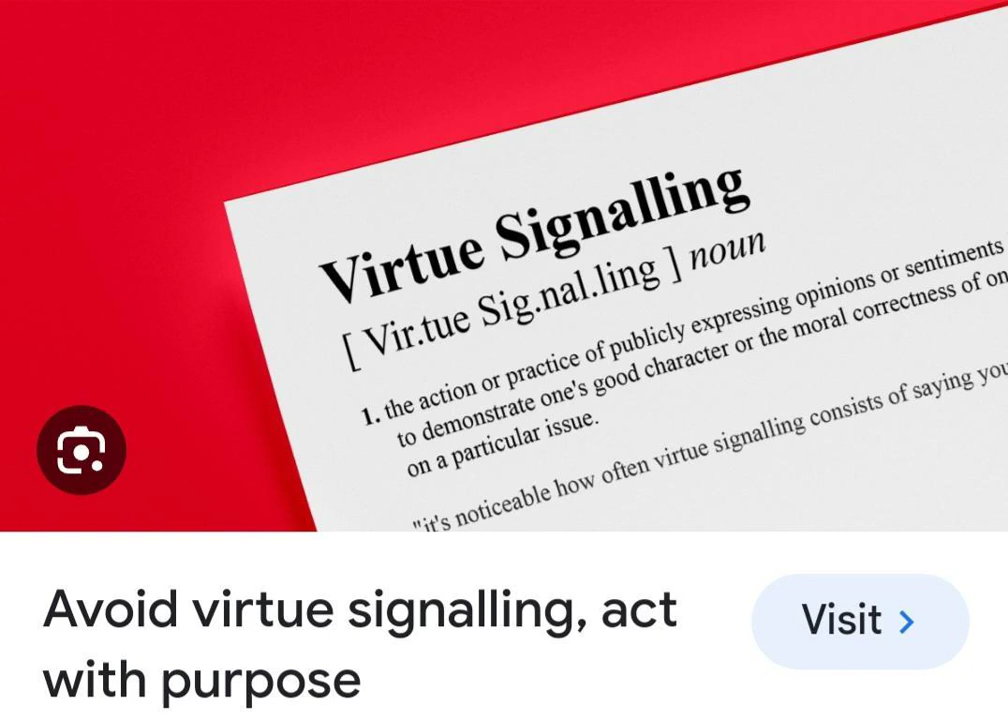 Virtue Signalling
[ Vir.tue Sig.nal.ling ] noun
1. the action or practice of publicly expressing opinions or sentiments
to demonstrate one's good character or the moral correctness of
on a particular issue.
"it's noticeable how often virtue signalling consists of saying
Avoid virtue signalling, act
with purpose
Visit